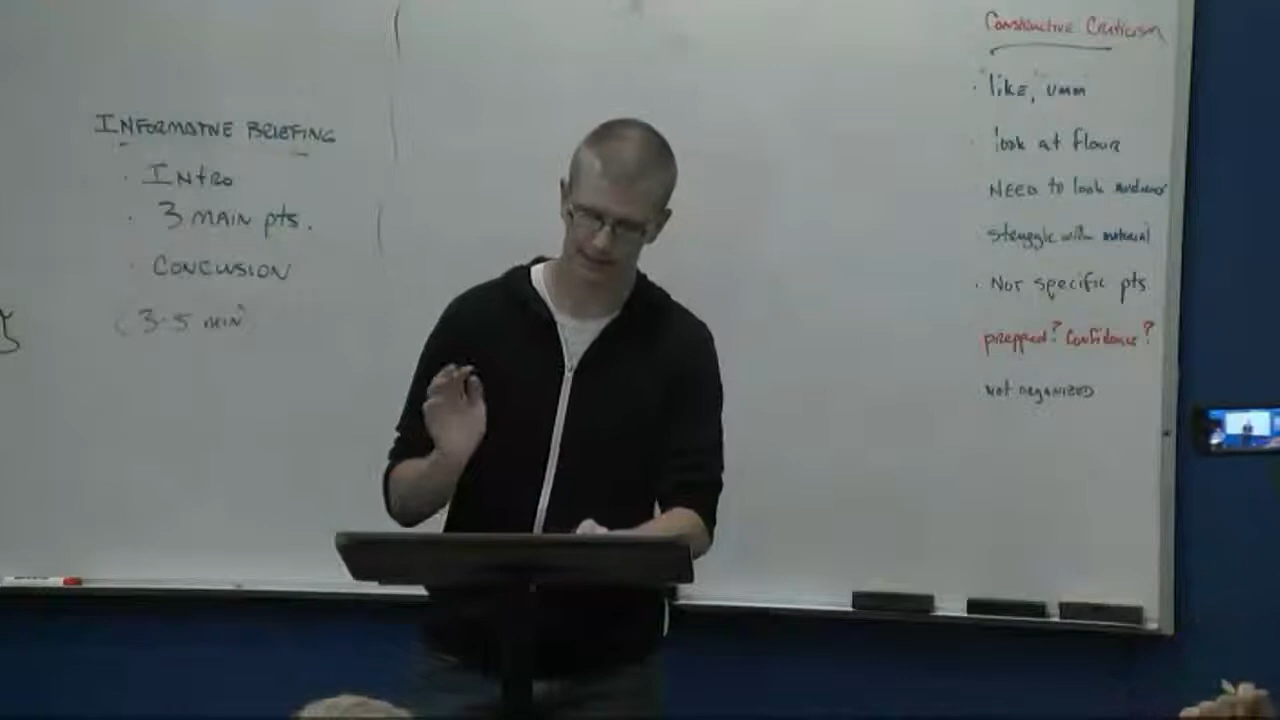 INFORMATIVE BRIEFING
· INtro
· 3 MAIN pts.
· CONCLUSION
(3-5 min)
Constructive Criticism
· "like," umm
· look at floor
NEED to look audience
struggle with material
· Not specific pts
prepped? Confidence?
not ORGANIZED